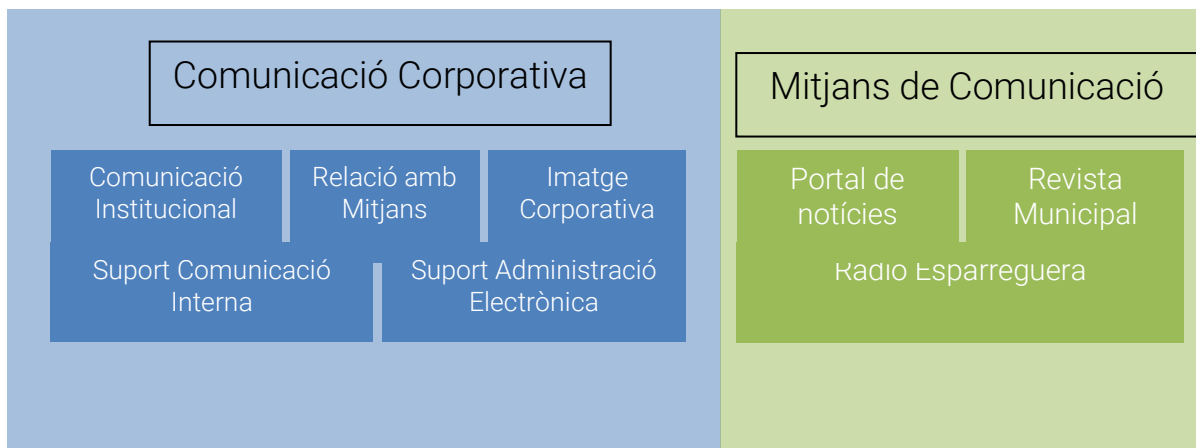 Comunicació Corporativa
Mitjans de Comunicació
Comunicació
Institucional
Relació amb
Mitjans
Imatge
Corporativa
Portal de
notícies
Revista
Municipal
Suport Comunicació
Interna
Suport Administració
Electrònica
Radio Esparreguera